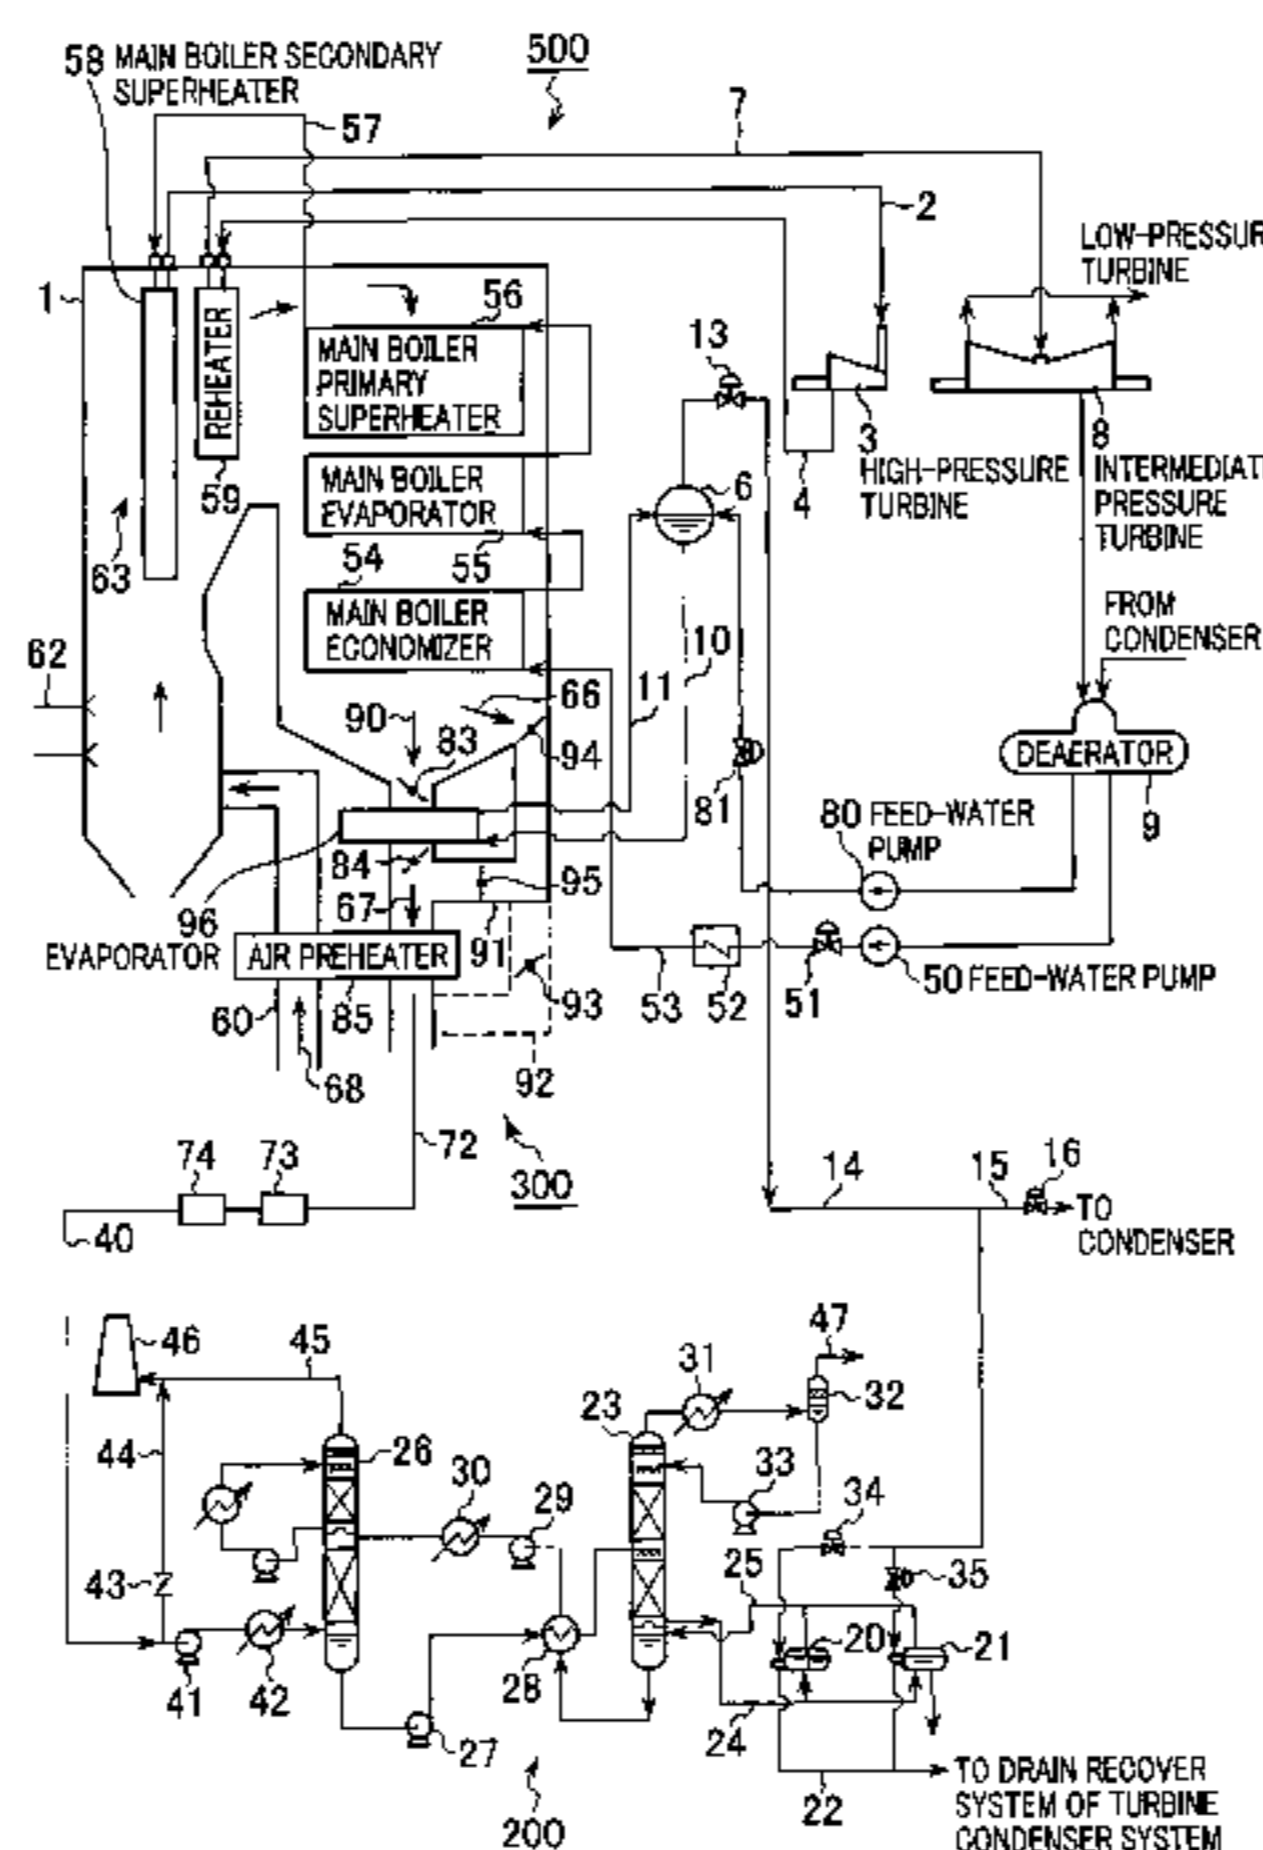 500
58 MAIN BOILER SECONDARY
SUPERHEATER
57
7
2
LOW-PRESSUR
TURBINE
1
56
13
REHEATER
MAIN BOILER
PRIMARY
SUPERHEATER
3
8
59
6
4
HIGH-PRESSURE
TURBINE
INTERMEDIAT
PRESSURE
TURBINE
MAIN BOILER
EVAPORATOR
63
54
55
MAIN BOILER
ECONOMIZER
FROM
CONDENSER
62
10
11
66
90
83
94
81
DEAERATOR
9
80 FEED-WATER
PUMP
84
95
67
96
EVAPORATOR
AIR PREHEATER
91
93
53
52
51
50 FEED-WATER PUMP
60
85
68
92
72
300
74
73
14
15
16
TO
CONDENSER
40
46
45
47
31
32
23
44
26
30
29
33
34
43
25
35
20
21
41
42
28
27
24
22
200
TO DRAIN RECOVER
SYSTEM OF TURBINE
CONDENSER SYSTEM